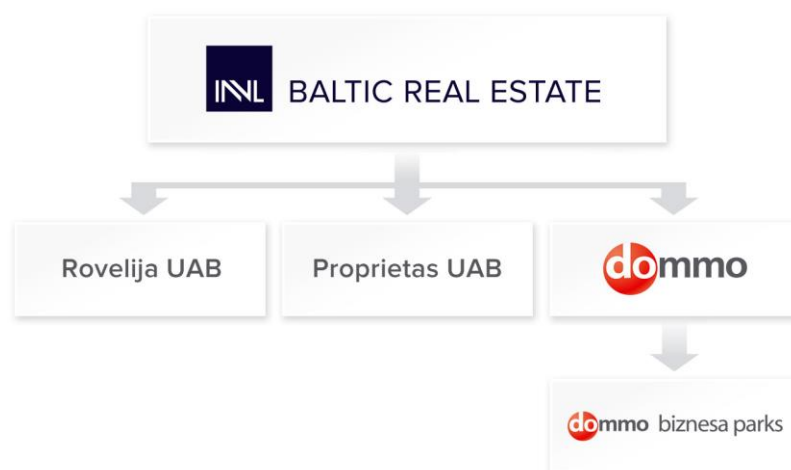 INVL BALTIC REAL ESTATE
Rovelija UAB
Proprietas UAB
dommo
dommo biznesa parks